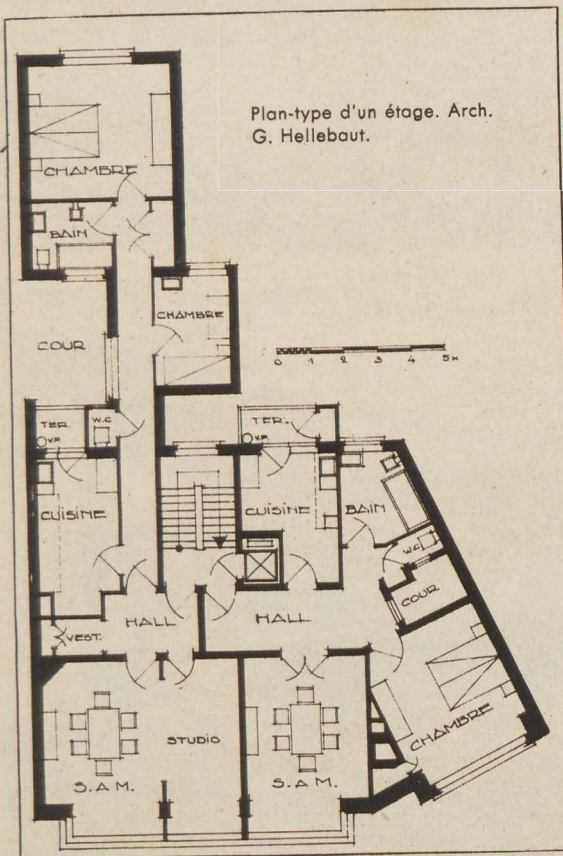 Plan-type d'un étage. Arch.
G. Hellebaut.
CHAMBRE
BAIN
CHAMBRE
COUR
0 1 2 3 4 5M
TER.
V.P.
W.C
TER.
V.P.
CUISINE
CUISINE
BAIN
W.C
COUR
HALL
HALL
VEST.
CHAMBRE
STUDIO
S.A.M.
S.A.M.